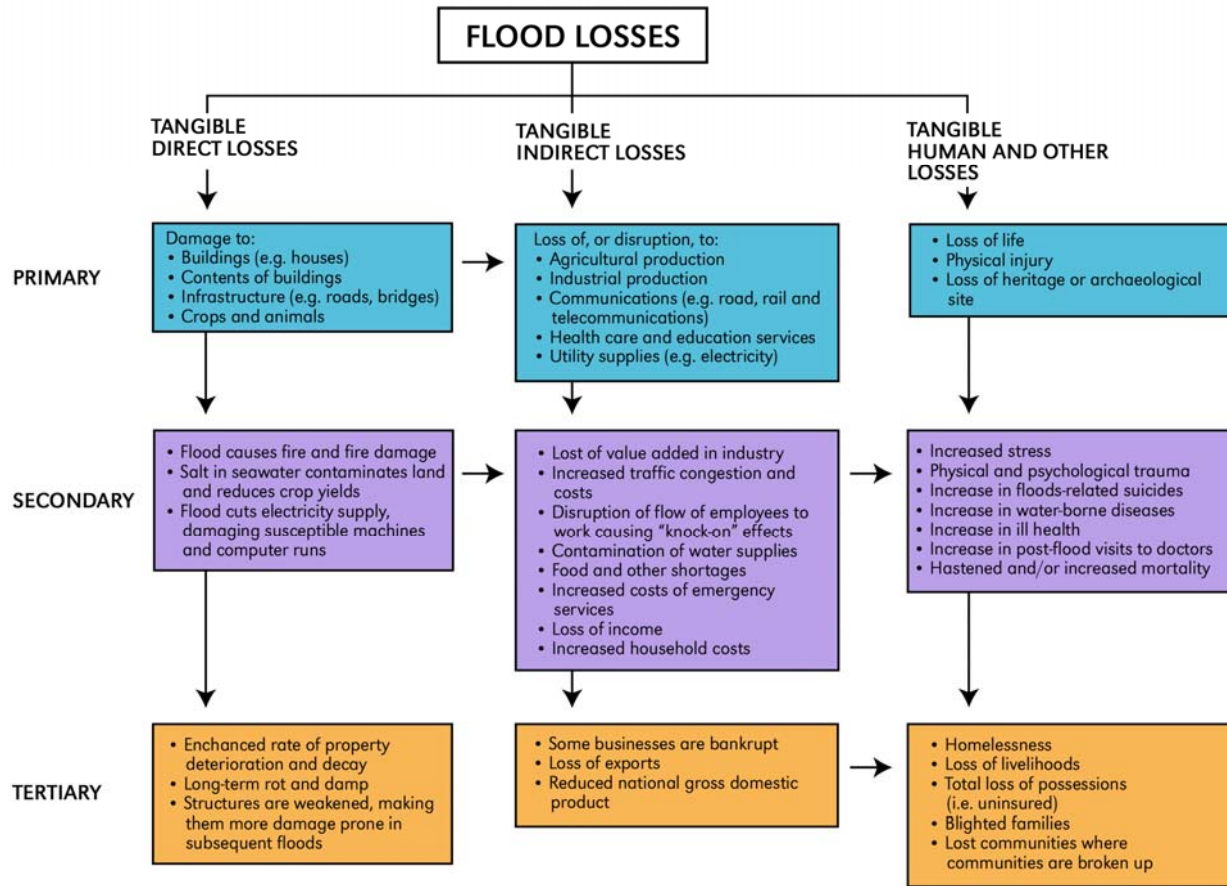 FLOOD LOSSES
TANGIBLE
DIRECT LOSSES
TANGIBLE
INDIRECT LOSSES
TANGIBLE
HUMAN AND OTHER
LOSSES
PRIMARY
Damage to:
• Buildings (e.g. houses)
• Contents of buildings
• Infrastructure (e.g. roads, bridges)
• Crops and animals
Loss of, or disruption, to:
• Agricultural production
• Industrial production
• Communications (e.g. road, rail and
telecommunications)
• Health care and education services
• Utility supplies (e.g. electricity)
• Loss of life
• Physical injury
• Loss of heritage or archaeological
site
SECONDARY
• Flood causes fire and fire damage
• Salt in seawater contaminates land
and reduces crop yields
• Flood cuts electricity supply,
damaging susceptible machines
and computer runs
• Lost of value added in industry
• Increased traffic congestion and
costs
• Disruption of flow of employees to
work causing “knock-on” effects
• Contamination of water supplies
• Food and other shortages
• Increased costs of emergency
services
• Loss of income
• Increased household costs
• Increased stress
• Physical and psychological trauma
• Increase in floods-related suicides
• Increase in water-borne diseases
• Increase in ill health
• Increase in post-flood visits to doctors
• Hastened and/or increased mortality
TERTIARY
• Enchanced rate of property
deterioration and decay
• Long-term rot and damp
• Structures are weakened, making
them more damage prone in
subsequent floods
• Some businesses are bankrupt
• Loss of exports
• Reduced national gross domestic
product
• Homelessness
• Loss of livelihoods
• Total loss of possessions
(i.e. uninsured)
• Blighted families
• Lost communities where
communities are broken up